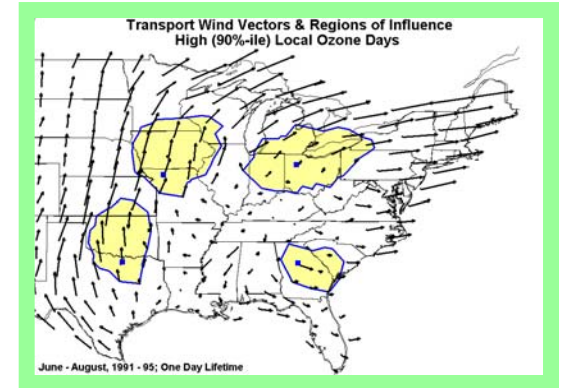 Transport Wind Vectors & Regions of Influence
High (90%-ile) Local Ozone Days
June - August, 1991 - 95; One Day Lifetime